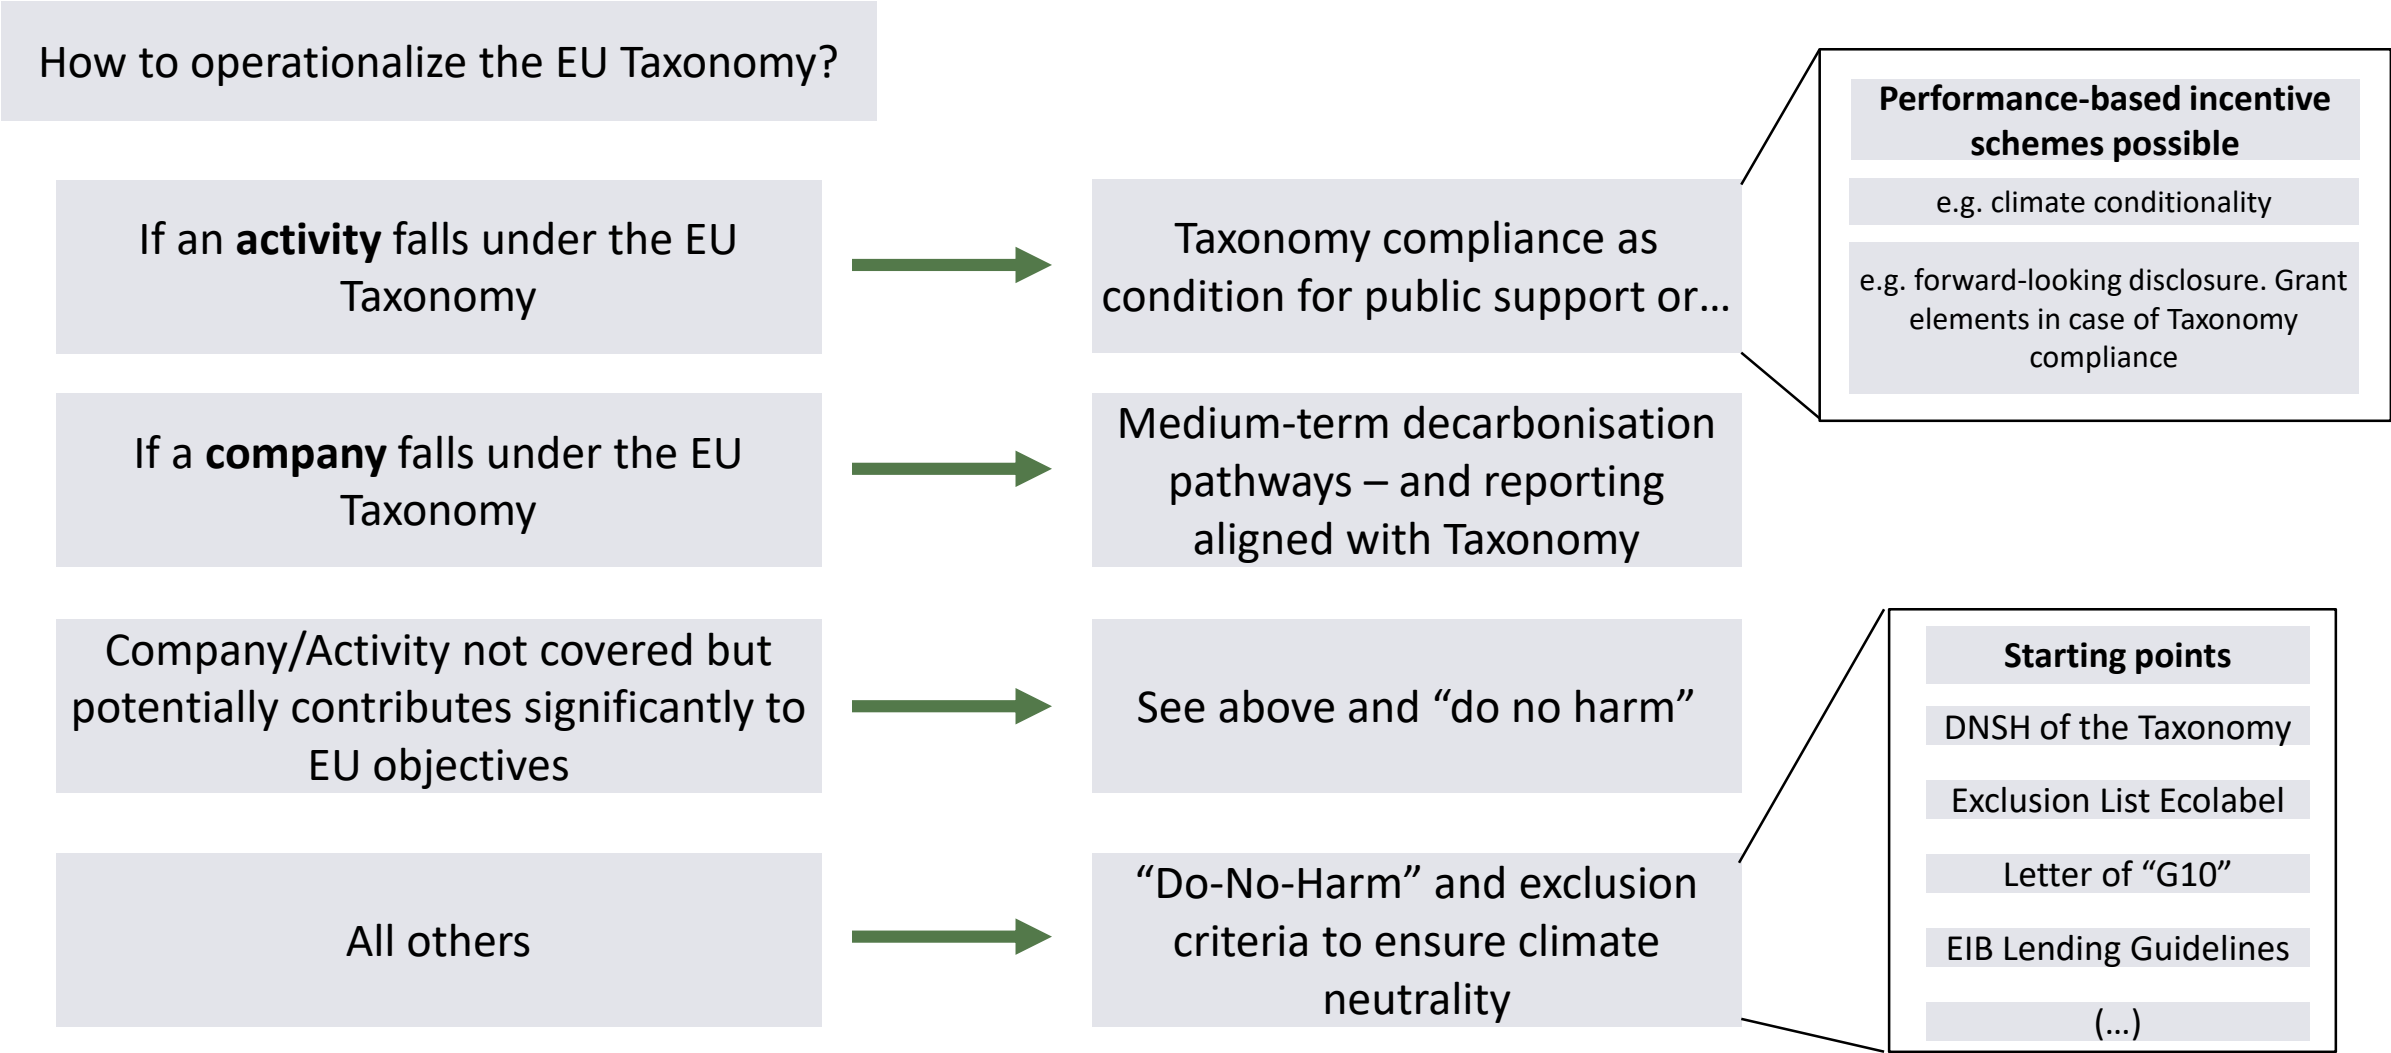 How to operationalize the EU Taxonomy?
If an activity falls under the EU
Taxonomy
Taxonomy compliance as
condition for public support or...
Performance-based incentive
schemes possible
e.g. climate conditionality
e.g. forward-looking disclosure. Grant
elements in case of Taxonomy
compliance
If a company falls under the EU
Taxonomy
Medium-term decarbonisation
pathways – and reporting
aligned with Taxonomy
Company/Activity not covered but
potentially contributes significantly to
EU objectives
See above and “do no harm”
All others
“Do-No-Harm” and exclusion
criteria to ensure climate
neutrality
Starting points
DNSH of the Taxonomy
Exclusion List Ecolabel
Letter of “G10”
EIB Lending Guidelines
(...)